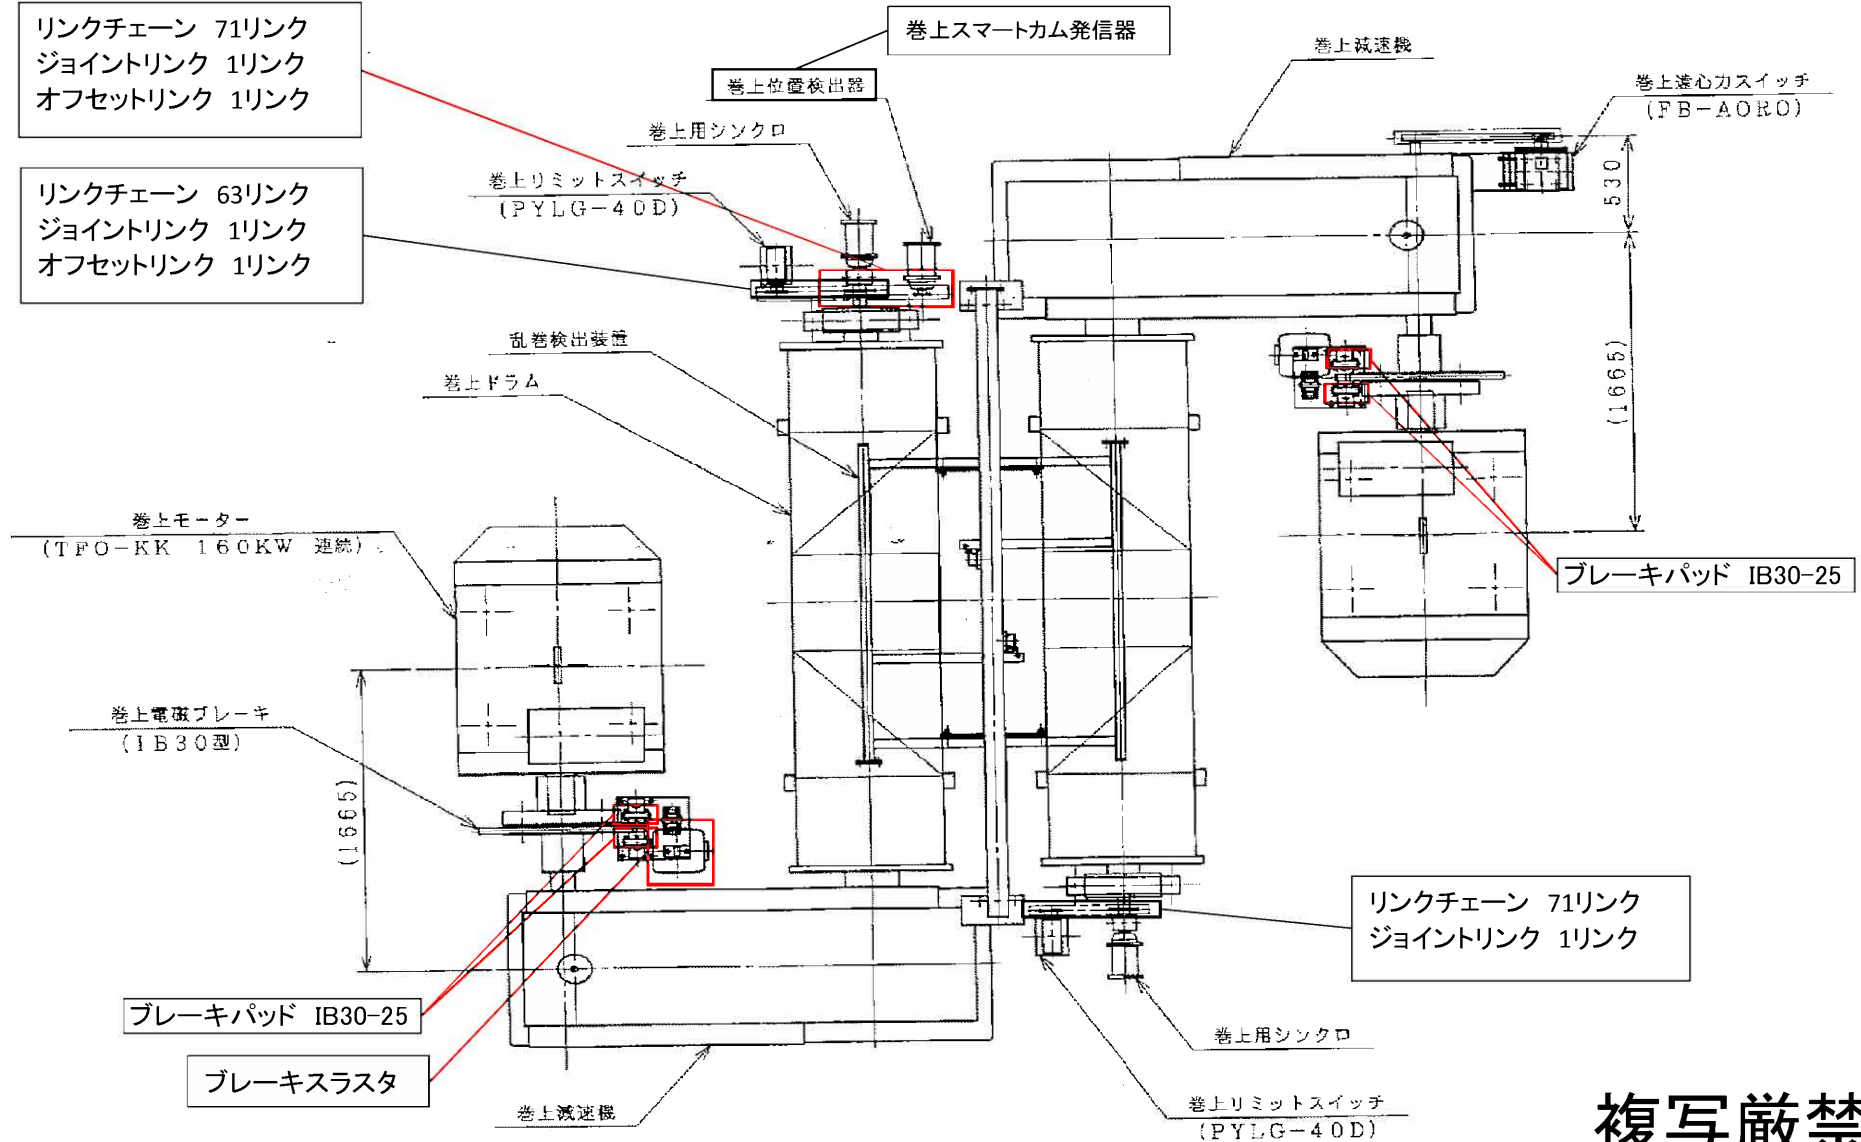 リンクチェーン 71リンク
ジョイントリンク 1リンク
オフセットリンク 1リンク
巻上スマートカム発信器
巻上減速機
巻上位置検出器
巻上遠心力スイッチ
(FB-AORO)
巻上用シンクロ
リンクチェーン 63リンク
ジョイントリンク 1リンク
オフセットリンク 1リンク
巻上リミットスイッチ
(PYLG-40D)
530
乱巻検出装置
巻上ドラム
(1665)
巻上モーター
(TFO-KK 160KW 連続)
ブレーキパッド IB30-25
巻上電磁ブレーキ
(IB30型)
(1665)
リンクチェーン 71リンク
ジョイントリンク 1リンク
ブレーキパッド IB30-25
巻上用シンクロ
ブレーキスラスタ
巻上減速機
巻上リミットスイッチ
(PYLG-40D)
複写厳禁